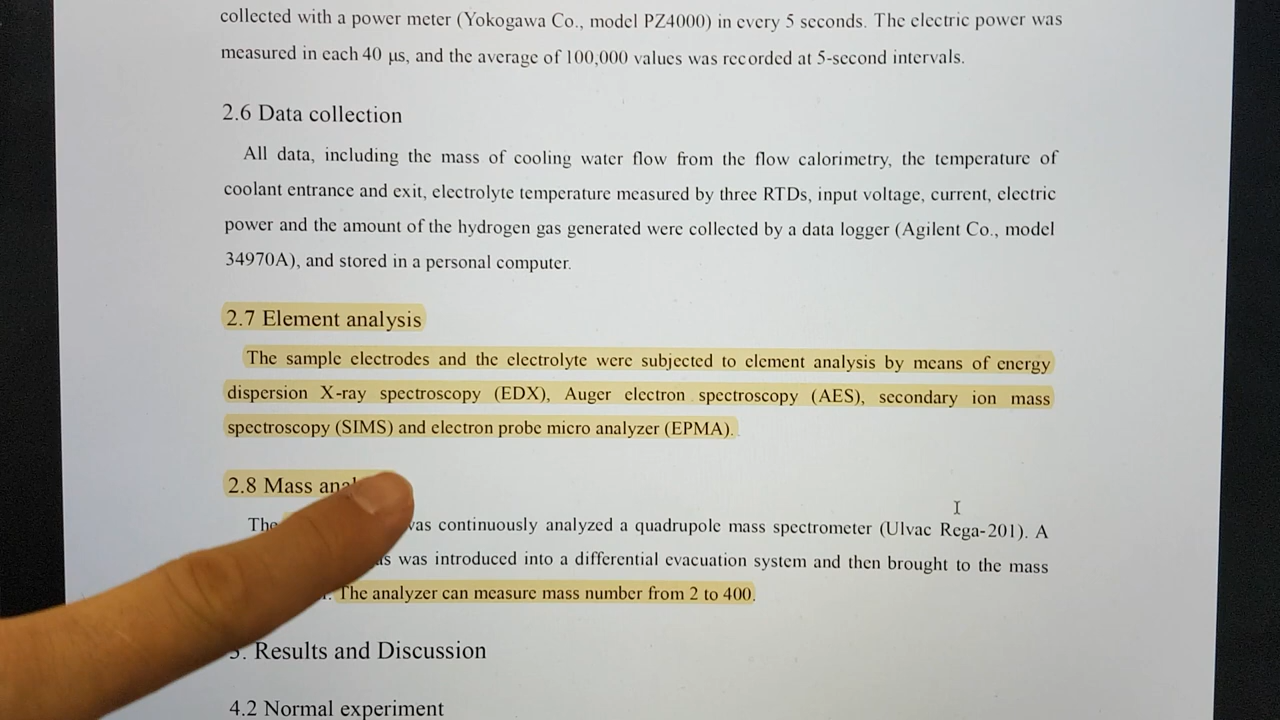 collected with a power meter (Yokogawa Co., model PZ4000) in every 5 seconds. The electric power was
measured in each 40 μs, and the average of 100,000 values was recorded at 5-second intervals.
2.6 Data collection
All data, including the mass of cooling water flow from the flow calorimetry, the temperature of
coolant entrance and exit, electrolyte temperature measured by three RTDs, input voltage, current, electric
power and the amount of the hydrogen gas generated were collected by a data logger (Agilent Co., model
34970A), and stored in a personal computer.
2.7 Element analysis
The sample electrodes and the electrolyte were subjected to element analysis by means of energy
dispersion X-ray spectroscopy (EDX), Auger electron spectroscopy (AES), secondary ion mass
spectroscopy (SIMS) and electron probe micro analyzer (EPMA).
2.8 Mass
The was continuously analyzed a quadrupole mass spectrometer (Ulvac Rega-201). A
was introduced into a differential evacuation system and then brought to the mass
The analyzer can measure mass number from 2 to 400.
Results and Discussion
4.2 Normal experiment